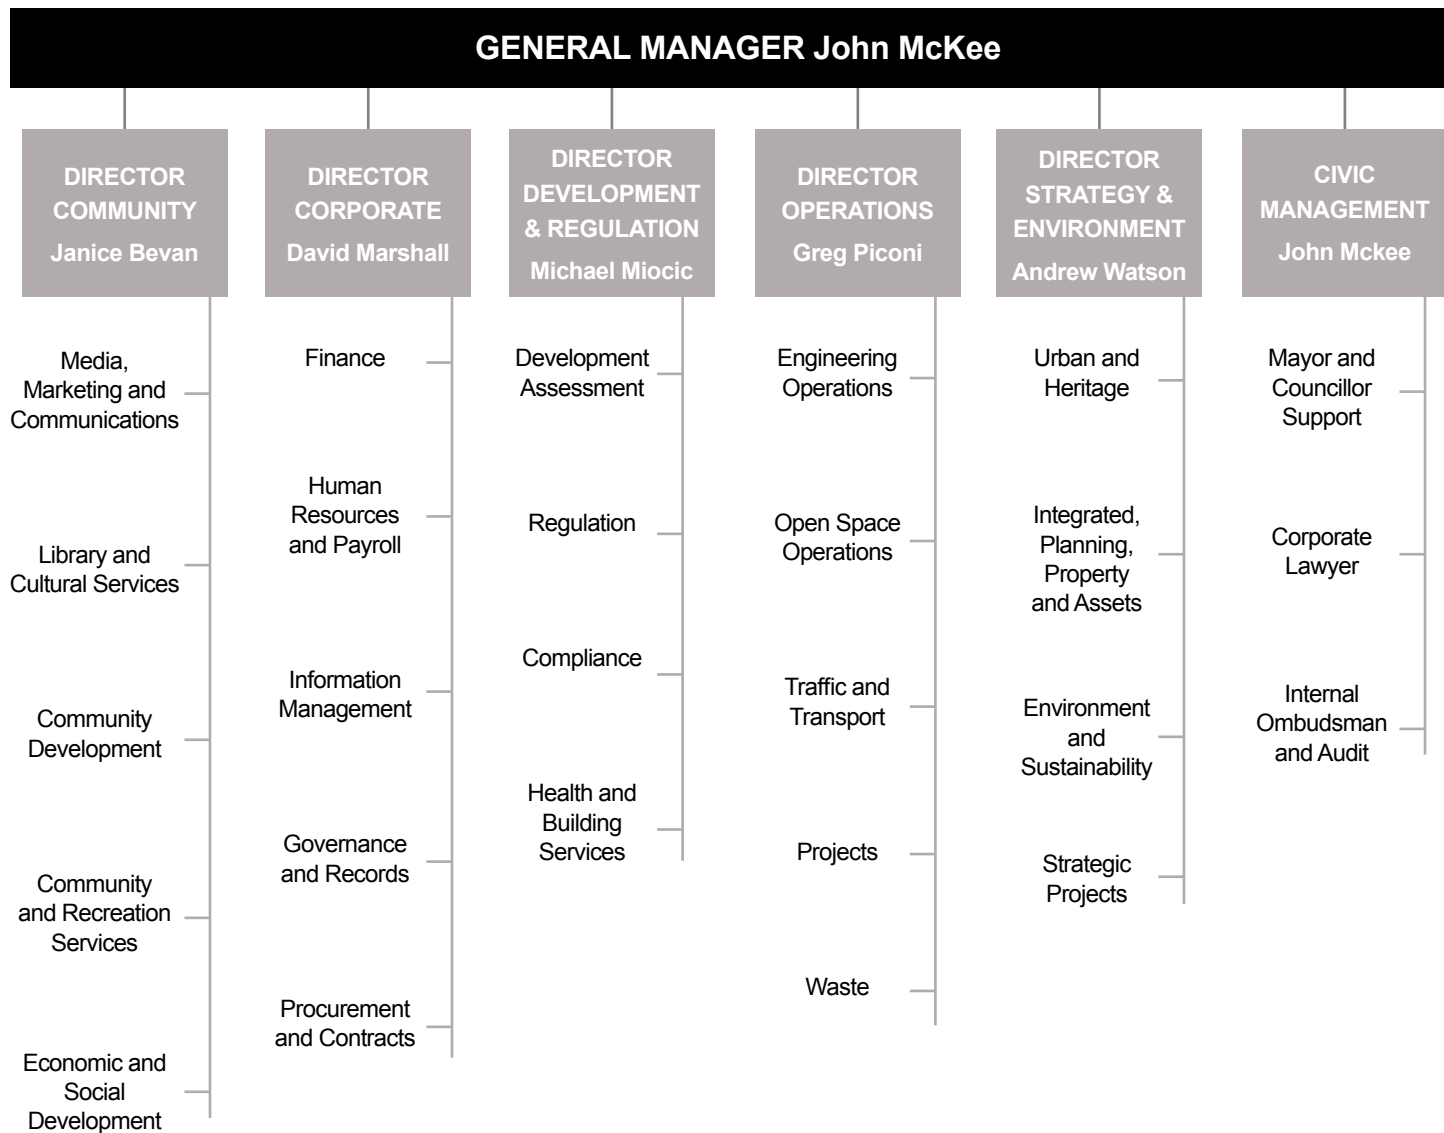 GENERAL MANAGER John McKee
DIRECTOR
COMMUNITY
Janice Bevan
Media,
Marketing and
Communications
Library and
Cultural Services
Community
Development
Community
and Recreation
Services
Economic and
Social
Development
DIRECTOR
CORPORATE
David Marshall
Finance
Human
Resources
and Payroll
Information
Management
Governance
and Records
Procurement
and Contracts
DIRECTOR
DEVELOPMENT
& REGULATION
Michael Miocic
Development
Assessment
Regulation
Compliance
Health and
Building
Services
DIRECTOR
OPERATIONS
Greg Piconi
Engineering
Operations
Open Space
Operations
Traffic and
Transport
Projects
Waste
DIRECTOR
STRATEGY &
ENVIRONMENT
Andrew Watson
Urban and
Heritage
Integrated,
Planning,
Property
and Assets
Environment
and
Sustainability
Strategic
Projects
CIVIC
MANAGEMENT
John Mckee
Mayor and
Councillor
Support
Corporate
Lawyer
Internal
Ombudsman
and Audit